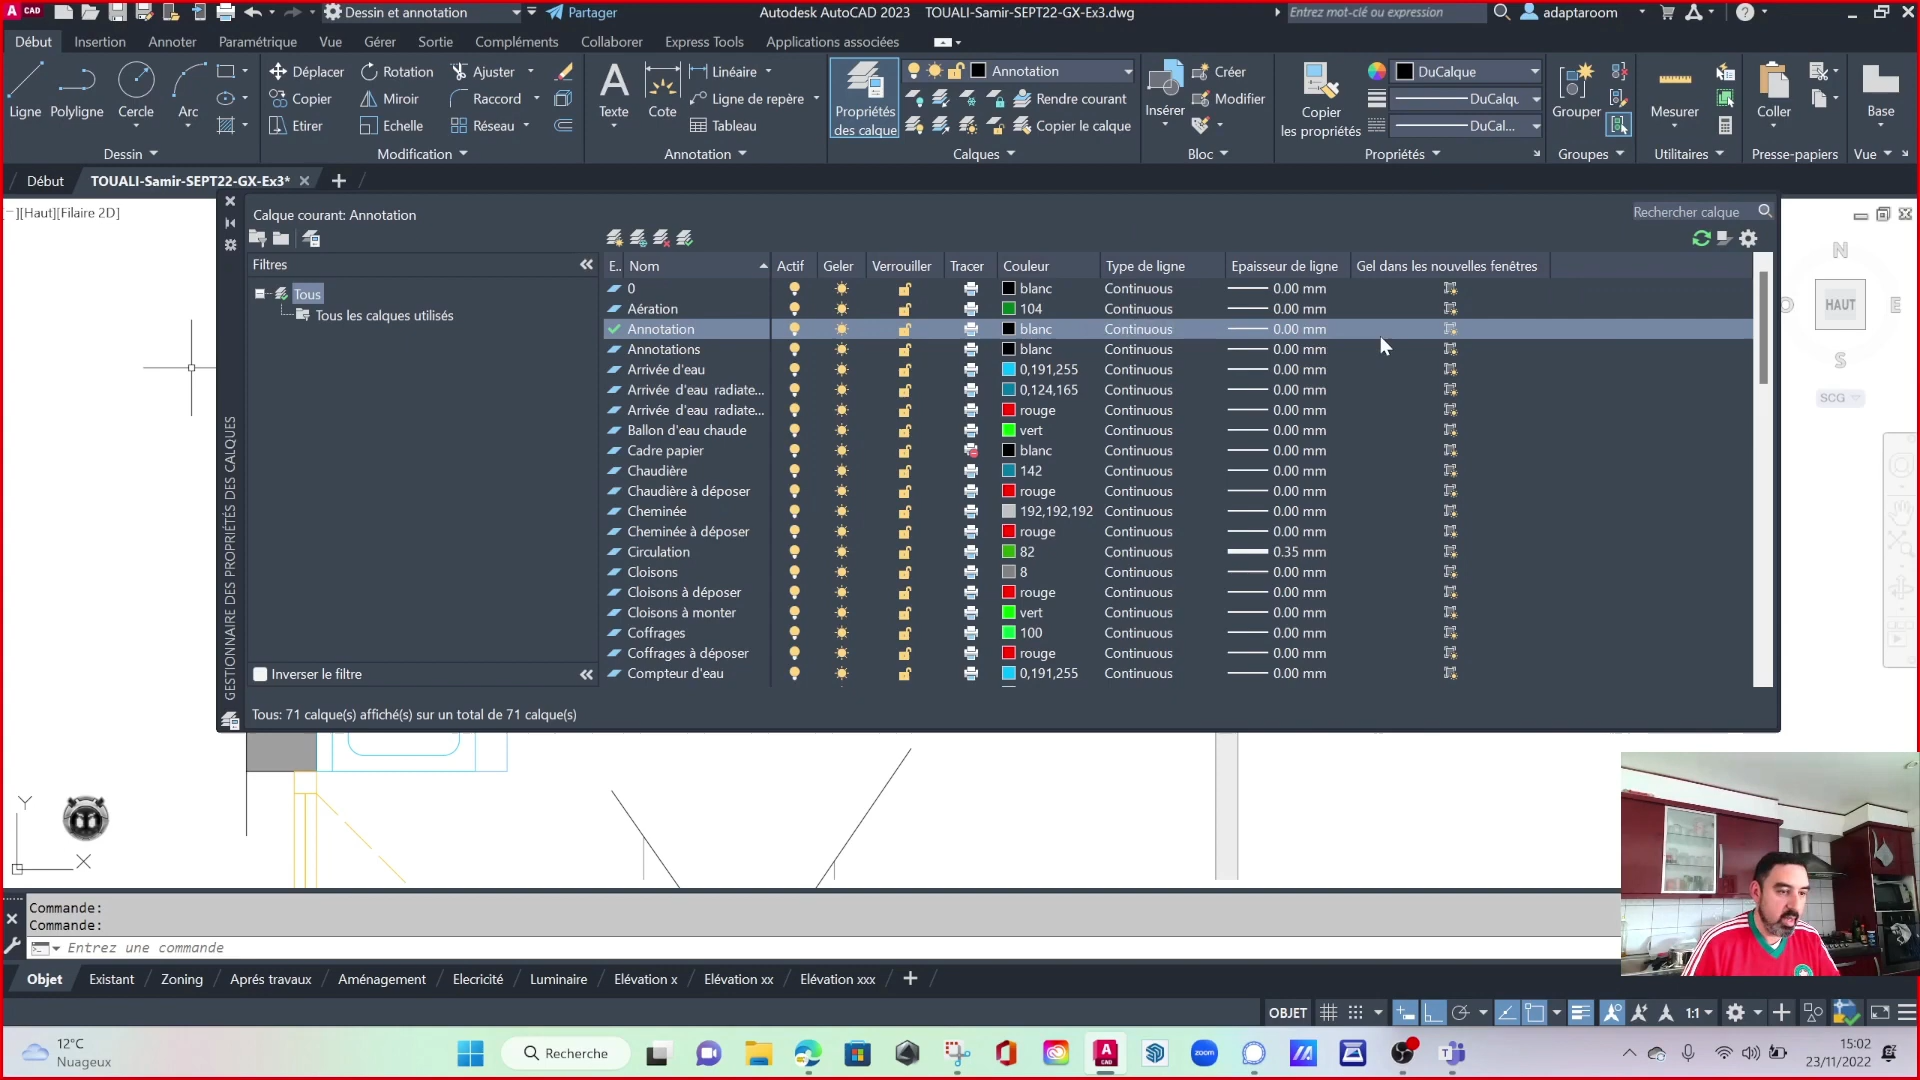 CAD
Dessin et annotation
Partager
Autodesk AutoCAD 2023 TOUALI-Samir-SEPT22-GX-Ex3.dwg
Entrez mot-clé ou expression
adaptaroom
Début Insertion Annoter Paramétrique Vue Gérer Sortie Compléments Collaborer Express Tools Applications associées
Ligne Polyligne Cercle Arc
Déplacer Rotation Ajuster
Copier Miroir Raccord
Etirer Echelle Réseau
Texte Cote
Linéaire
Ligne de repère
Tableau
Propriétés des calque
Annotation
Rendre courant
Copier le calque
Insérer
Créer
Modifier
Copier les propriétés
DuCalque
DuCalqu
DuCal...
Grouper
Mesurer
Coller
Base
Dessin Modification Annotation Calques Bloc Propriétés Groupes Utilitaires Presse-papiers Vue
Début TOUALI-Samir-SEPT22-GX-Ex3*
][Haut][Filaire 2D]
Calque courant: Annotation
Rechercher calque
Filtres
Tous
Tous les calques utilisés
Inverser le filtre
GESTIONNAIRE DES PROPRIÉTÉS DES CALQUES
E.. Nom Actif Geler Verrouiller Tracer Couleur Type de ligne Epaisseur de ligne Gel dans les nouvelles fenêtres
0 blanc Continuous 0.00 mm
Aération 104 Continuous 0.00 mm
Annotation blanc Continuous 0.00 mm
Annotations blanc Continuous 0.00 mm
Arrivée d'eau 0,191,255 Continuous 0.00 mm
Arrivée d'eau radiate... 0,124,165 Continuous 0.00 mm
Arrivée d'eau radiate... rouge Continuous 0.00 mm
Ballon d'eau chaude vert Continuous 0.00 mm
Cadre papier blanc Continuous 0.00 mm
Chaudière 142 Continuous 0.00 mm
Chaudière à déposer rouge Continuous 0.00 mm
Cheminée 192,192,192 Continuous 0.00 mm
Cheminée à déposer rouge Continuous 0.00 mm
Circulation 82 Continuous 0.35 mm
Cloisons 8 Continuous 0.00 mm
Cloisons à déposer rouge Continuous 0.00 mm
Cloisons à monter vert Continuous 0.00 mm
Coffrages 100 Continuous 0.00 mm
Coffrages à déposer rouge Continuous 0.00 mm
Compteur d'eau 0,191,255 Continuous 0.00 mm
Tous: 71 calque(s) affiché(s) sur un total de 71 calque(s)
N
HAUT
E
S
SCG
Y
X
Commande:
Commande:
Entrez une commande
Objet Existant Zoning Aprés travaux Aménagement Elecricité Luminaire Elévation x Elévation xx Elévation xxx
OBJET 1:1
12°C
Nuageux
Recherche
zoom
15:02
23/11/2022